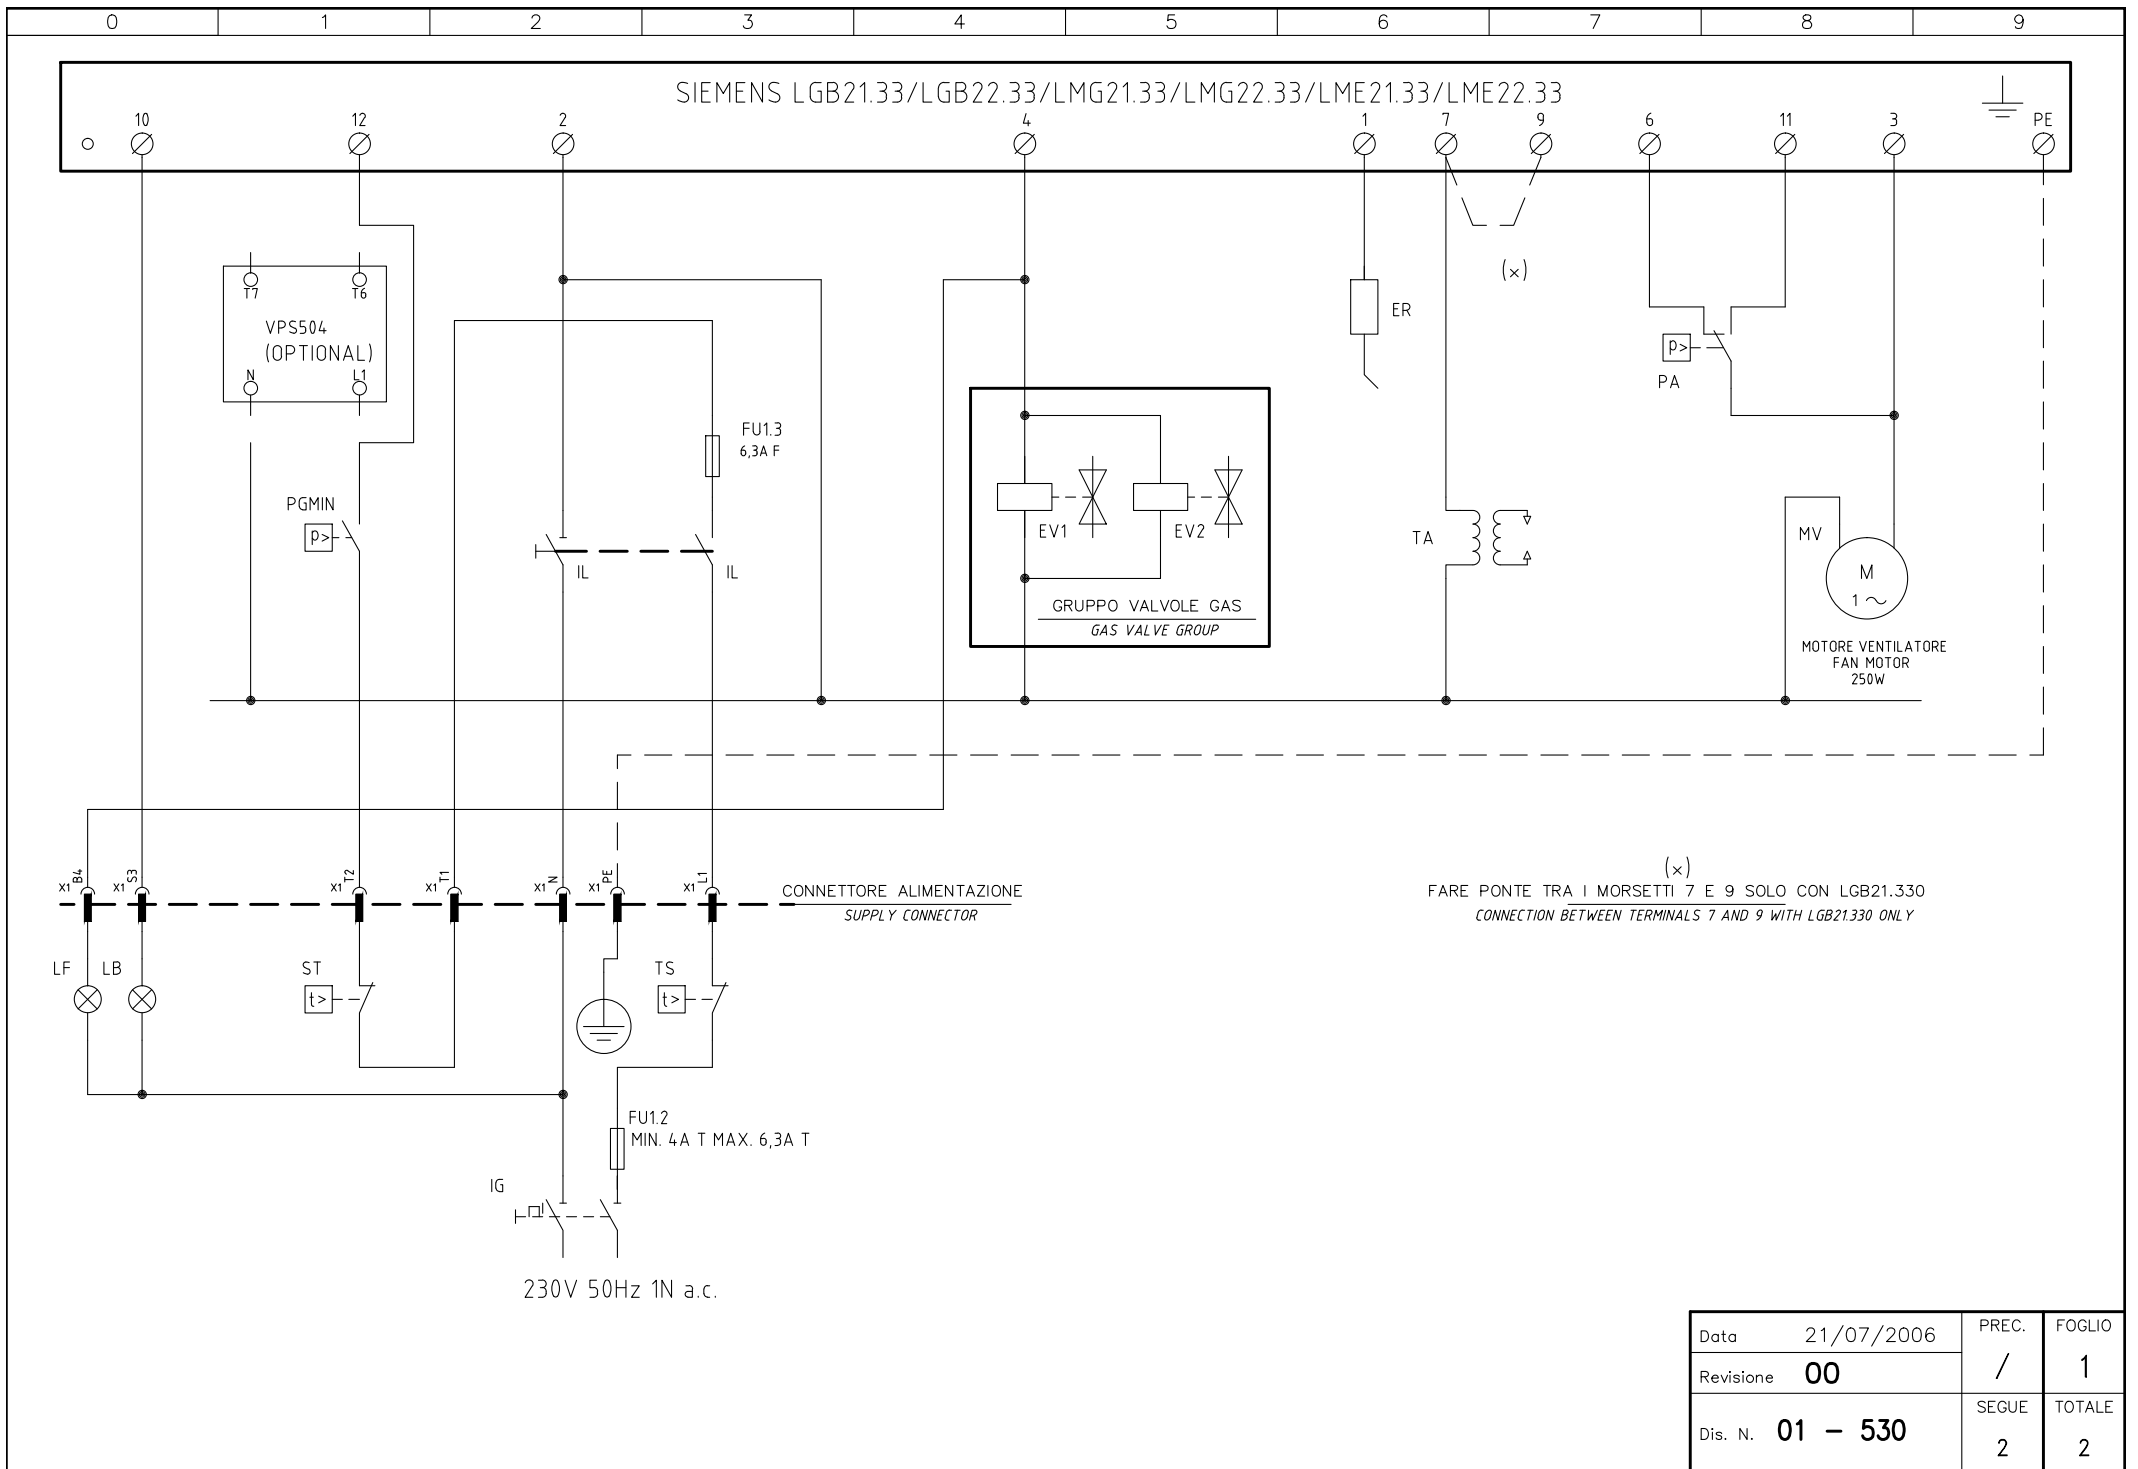 0 1 2 3 4 5 6 7 8 9
SIEMENS LGB21.33/LGB22.33/LMG21.33/LMG22.33/LME21.33/LME22.33
10 12 2 4 1 7 9 6 11 3 PE
T7 T6
VPS504
(OPTIONAL)
N L1
(x)
ER
PA
p>
FU1.3
6,3A F
PGMIN
p>
IL IL
EV1 EV2
TA
MV
M
1~
GRUPPO VALVOLE GAS
GAS VALVE GROUP
MOTORE VENTILATORE
FAN MOTOR
250W
X1 B4 X1 S3 X1 T2 X1 T1 X1 N X1 PE X1 L1
CONNETTORE ALIMENTAZIONE
SUPPLY CONNECTOR
(x)
FARE PONTE TRA I MORSETTI 7 E 9 SOLO CON LGB21.330
CONNECTION BETWEEN TERMINALS 7 AND 9 WITH LGB21.330 ONLY
LF LB ST TS
t> t>
FU1.2
MIN. 4A T MAX. 6,3A T
IG
230V 50Hz 1N a.c.
Data 21/07/2006
Revisione 00
Dis. N. 01 - 530
PREC.
/
FOGLIO
1
SEGUE
2
TOTALE
2